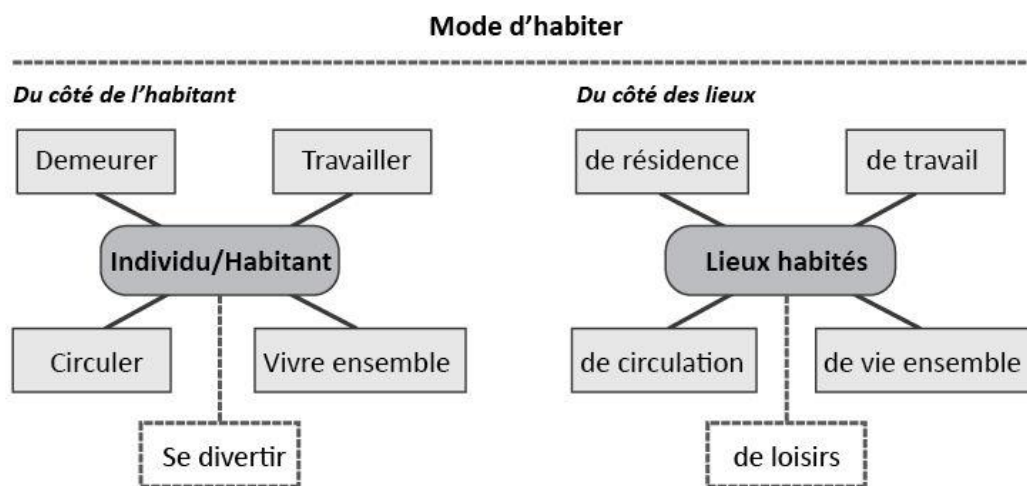 Mode d'habiter
Du côté de l'habitant
Du côté des lieux
Demeurer
Travailler
Individu/Habitant
Circuler
Vivre ensemble
Se divertir
de résidence
de travail
Lieux habités
de circulation
de vie ensemble
de loisirs